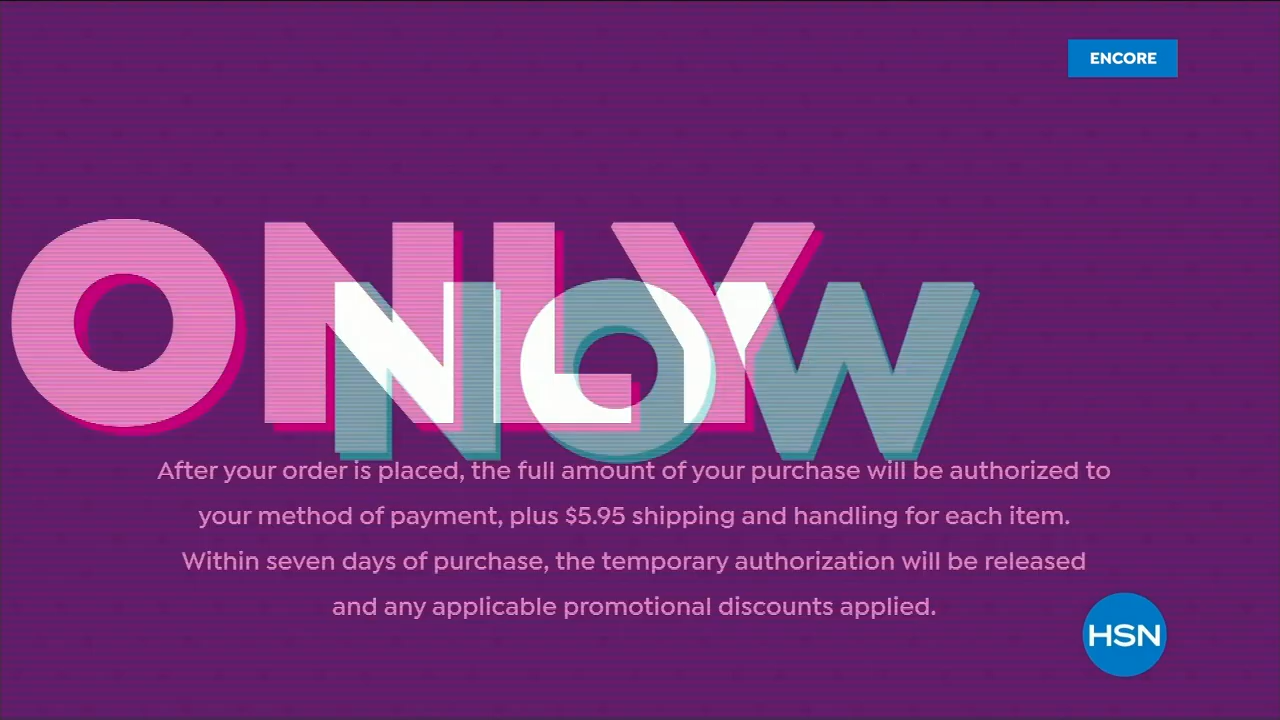 ENCORE
ONLY
NOW
After your order is placed, the full amount of your purchase will be authorized to
your method of payment, plus $5.95 shipping and handling for each item.
Within seven days of purchase, the temporary authorization will be released
and any applicable promotional discounts applied.
HSN